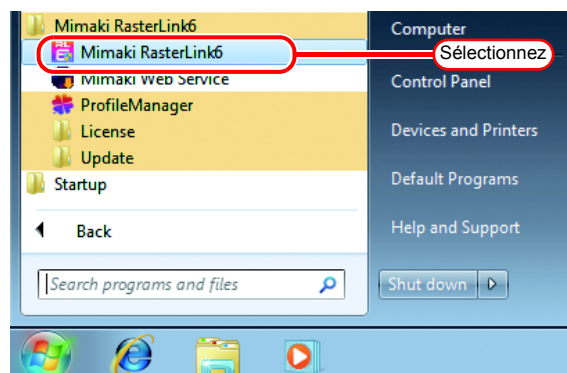 Mimaki RasterLink6
Mimaki RasterLink6
Mimaki Web Service
ProfileManager
License
Update
Startup
Back
Search programs and files
Computer
Sélectionnez
Control Panel
Devices and Printers
Default Programs
Help and Support
Shut down